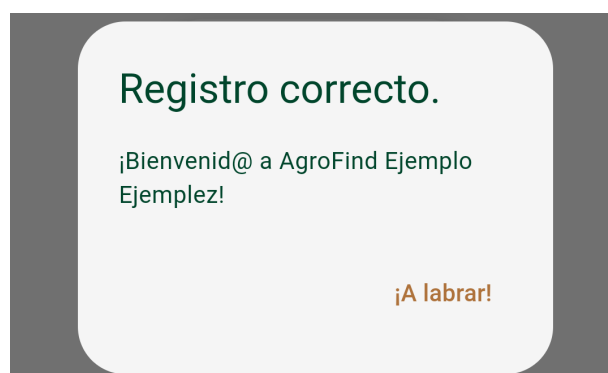 Registro correcto.
¡Bienvenid@ a AgroFind Ejemplo
Ejemplez!
¡A labrar!